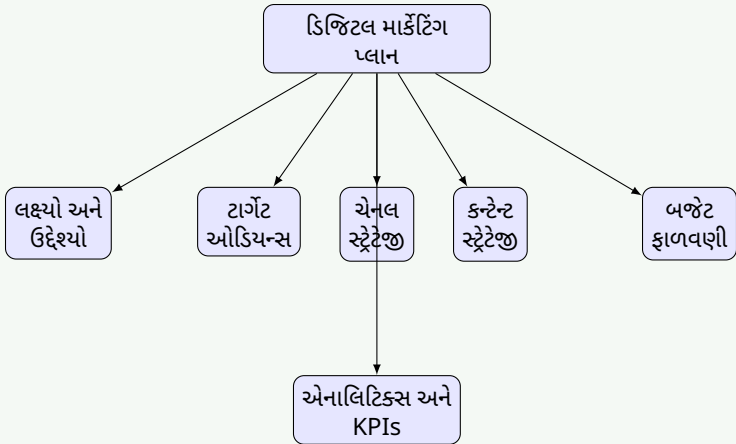 ડિજિટલ માર્કેટિંગ
પ્લાન
લક્ષ્યો અને
ઉદ્દેશ્યો
ટાર્ગેટ
ઓડિયન્સ
ચેનલ
સ્ટ્રેટેજી
કન્ટેન્ટ
સ્ટ્રેટેજી
બજેટ
ફાળવણી
એનાલિટિક્સ અને
KPIs